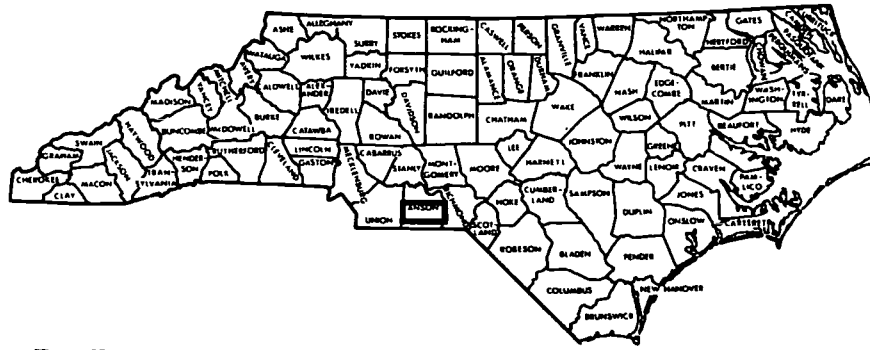 ASHE
ALLEGHANY
SURRY
STOKES
ROCKING-
HAM
CASWELL
PERSON
GRANVILLE
VANCE
WARREN
NORTHAMP
TON
GATES
HERTFORD
HALIFAX
BERTIE
CHOWAN
WATAUGA
WILKES
YADKIN
FORSYTH
GUILFORD
ALAMANCE
ORANGE
DURHAM
FRANKLIN
NASH
EDGE-
COMBE
MARTIN
WASH-
INGTON
TYR-
RELL
DARE
MADISON
YANCEY
MITCHELL
AVERY
CALDWELL
ALEX-
ANDER
IREDELL
DAVIE
DAVIDSON
RANDOLPH
CHATHAM
WAKE
WILSON
PITT
BEAUFORT
HYDE
HAYWOOD
BUNCOMBE
McDOWELL
BURKE
CATAWBA
ROWAN
LEE
JOHNSTON
GREENE
SWAIN
GRAHAM
JACKSON
HENDER-
SON
RUTHERFORD
CLEVELAND
LINCOLN
GASTON
MECKLENBURG
CABARRUS
STANLY
MONT-
GOMERY
MOORE
HARNETT
WAYNE
LENOIR
CRAVEN
PAM-
LICO
CHEROKEE
CLAY
MACON
TRAN-
SYLVANIA
POLK
UNION
ANSON
RICHMOND
SCOT-
LAND
HOKE
CUMBER-
LAND
SAMPSON
DUPLIN
JONES
ONSLOW
CARTERET
ROBESON
BLADEN
PENDER
COLUMBUS
NEW HANOVER
BRUNSWICK